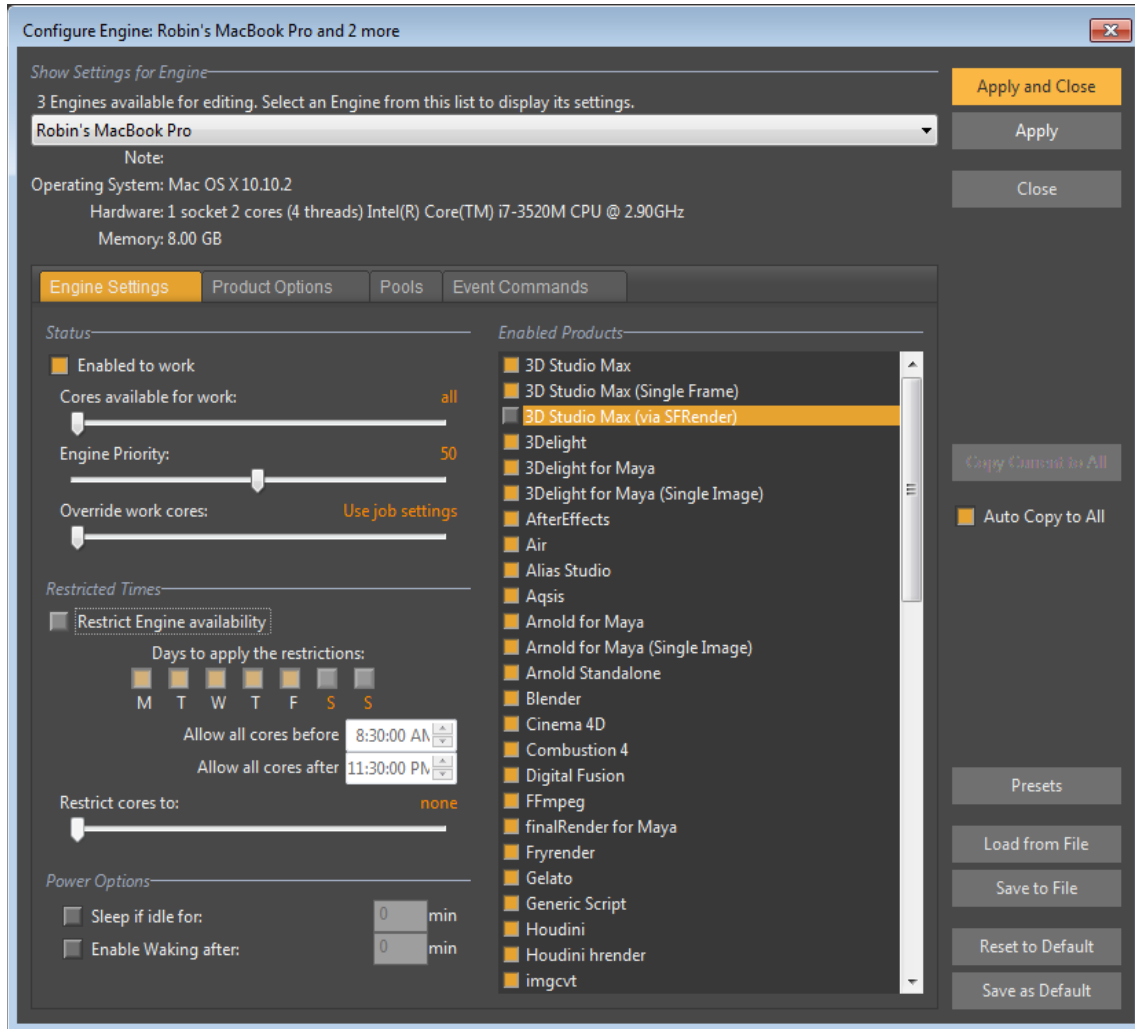 Configure Engine: Robin's MacBook Pro and 2 more
Show Settings for Engine
3 Engines available for editing. Select an Engine from this list to display its settings.
Robin's MacBook Pro
Note:
Operating System: Mac OS X 10.10.2
Hardware: 1 socket 2 cores (4 threads) Intel(R) Core(TM) i7-3520M CPU @ 2.90GHz
Memory: 8.00 GB
Apply and Close
Apply
Close
Engine Settings
Product Options
Pools
Event Commands
Status
Enabled to work
Cores available for work: all
Engine Priority: 50
Override work cores: Use job settings
Restricted Times
Restrict Engine availability
Days to apply the restrictions:
M T W T F S S
Allow all cores before 8:30:00 AM
Allow all cores after 11:30:00 PM
Restrict cores to: none
Power Options
Sleep if idle for: 0 min
Enable Waking after: 0 min
Enabled Products
3D Studio Max
3D Studio Max (Single Frame)
3D Studio Max (via SFRender)
3Delight
3Delight for Maya
3Delight for Maya (Single Image)
AfterEffects
Air
Alias Studio
Aqsis
Arnold for Maya
Arnold for Maya (Single Image)
Arnold Standalone
Blender
Cinema 4D
Combustion 4
Digital Fusion
FFmpeg
finalRender for Maya
Fryrender
Gelato
Generic Script
Houdini
Houdini hrender
imgcvt
Copy Current to All
Auto Copy to All
Presets
Load from File
Save to File
Reset to Default
Save as Default